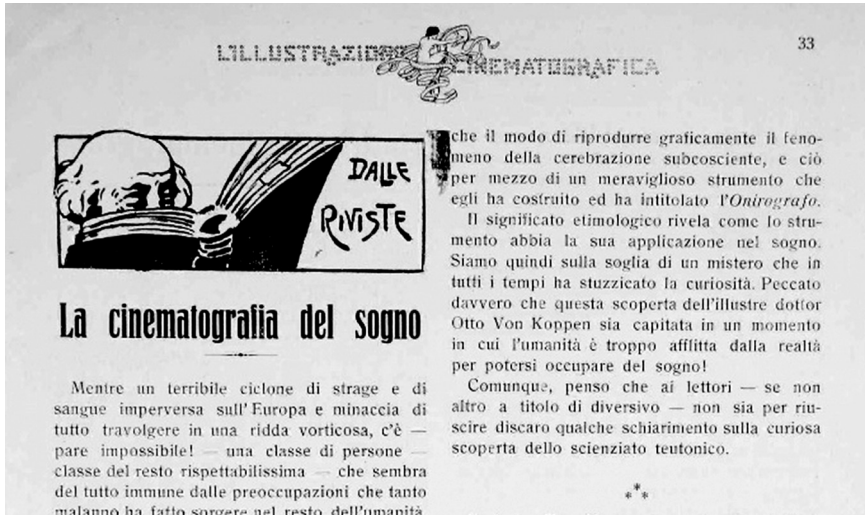 L'ILLUSTRAZIONE CINEMATOGRAFICA
33
DALLE
RIVISTE
La cinematografia del sogno
Mentre un terribile ciclone di strage e di
sangue imperversa sull'Europa e minaccia di
tutto travolgere in una ridda vorticosa, c'è —
pare impossibile! — una classe di persone —
classe del resto rispettabilissima — che sembra
del tutto immune dalle preoccupazioni che tanto
malanno ha fatto sorgere nel resto dell'umanità.
che il modo di riprodurre graficamente il feno-
meno della cerebrazione subcosciente, e ciò
per mezzo di un meraviglioso strumento che
egli ha costruito ed ha intitolato l'Onirografo.
Il significato etimologico rivela come lo stru-
mento abbia la sua applicazione nel sogno.
Siamo quindi sulla soglia di un mistero che in
tutti i tempi ha stuzzicato la curiosità. Peccato
davvero che questa scoperta dell'illustre dottor
Otto Von Koppen sia capitata in un momento
in cui l'umanità è troppo afflitta dalla realtà
per potersi occupare del sogno!
Comunque, penso che ai lettori — se non
altro a titolo di diversivo — non sia per riu-
scire discaro qualche schiarimento sulla curiosa
scoperta dello scienziato teutonico.
***